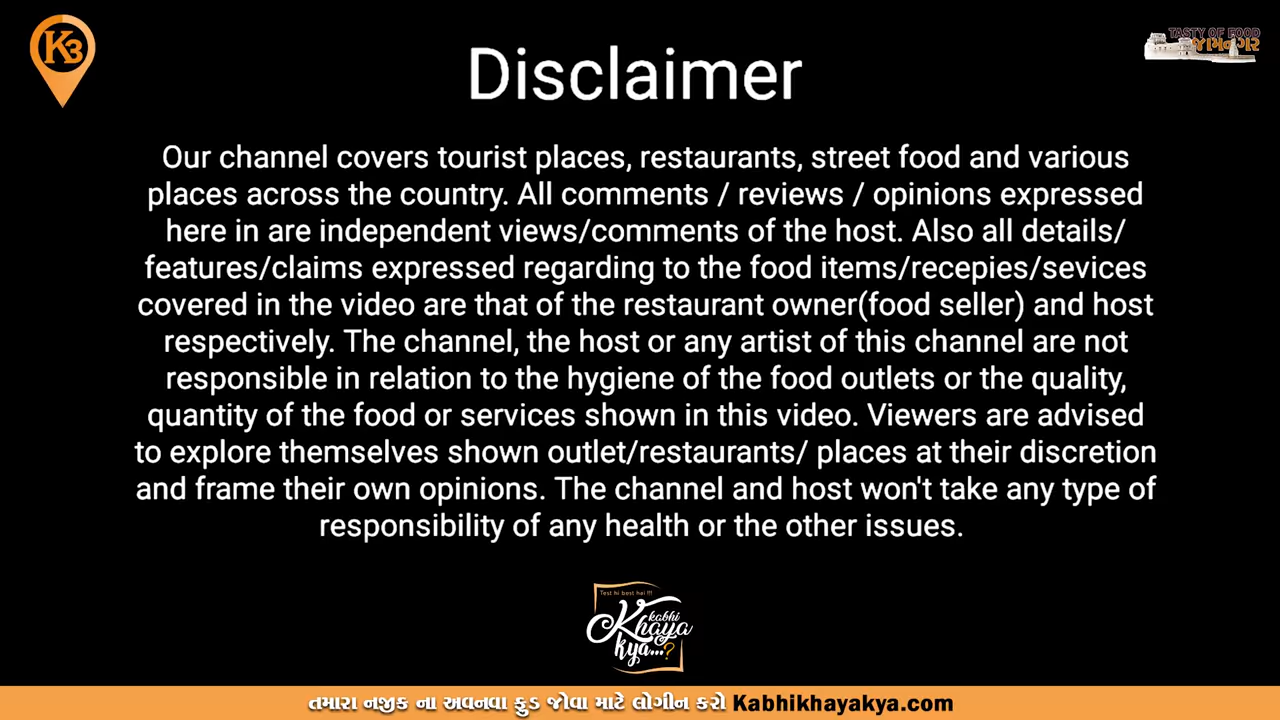 K3
TASTY OF FOOD
જામનગર
Disclaimer
Our channel covers tourist places, restaurants, street food and various
places across the country. All comments / reviews / opinions expressed
here in are independent views/comments of the host. Also all details/
features/claims expressed regarding to the food items/recepies/sevices
covered in the video are that of the restaurant owner(food seller) and host
respectively. The channel, the host or any artist of this channel are not
responsible in relation to the hygiene of the food outlets or the quality,
quantity of the food or services shown in this video. Viewers are advised
to explore themselves shown outlet/restaurants/ places at their discretion
and frame their own opinions. The channel and host won't take any type of
responsibility of any health or the other issues.
Test hi best hai !!!
kabhi
Khaya
kya...?
તમારા નજીક ના અવનવા ફુડ જોવા માટે લોગીન કરો Kabhikhayakya.com